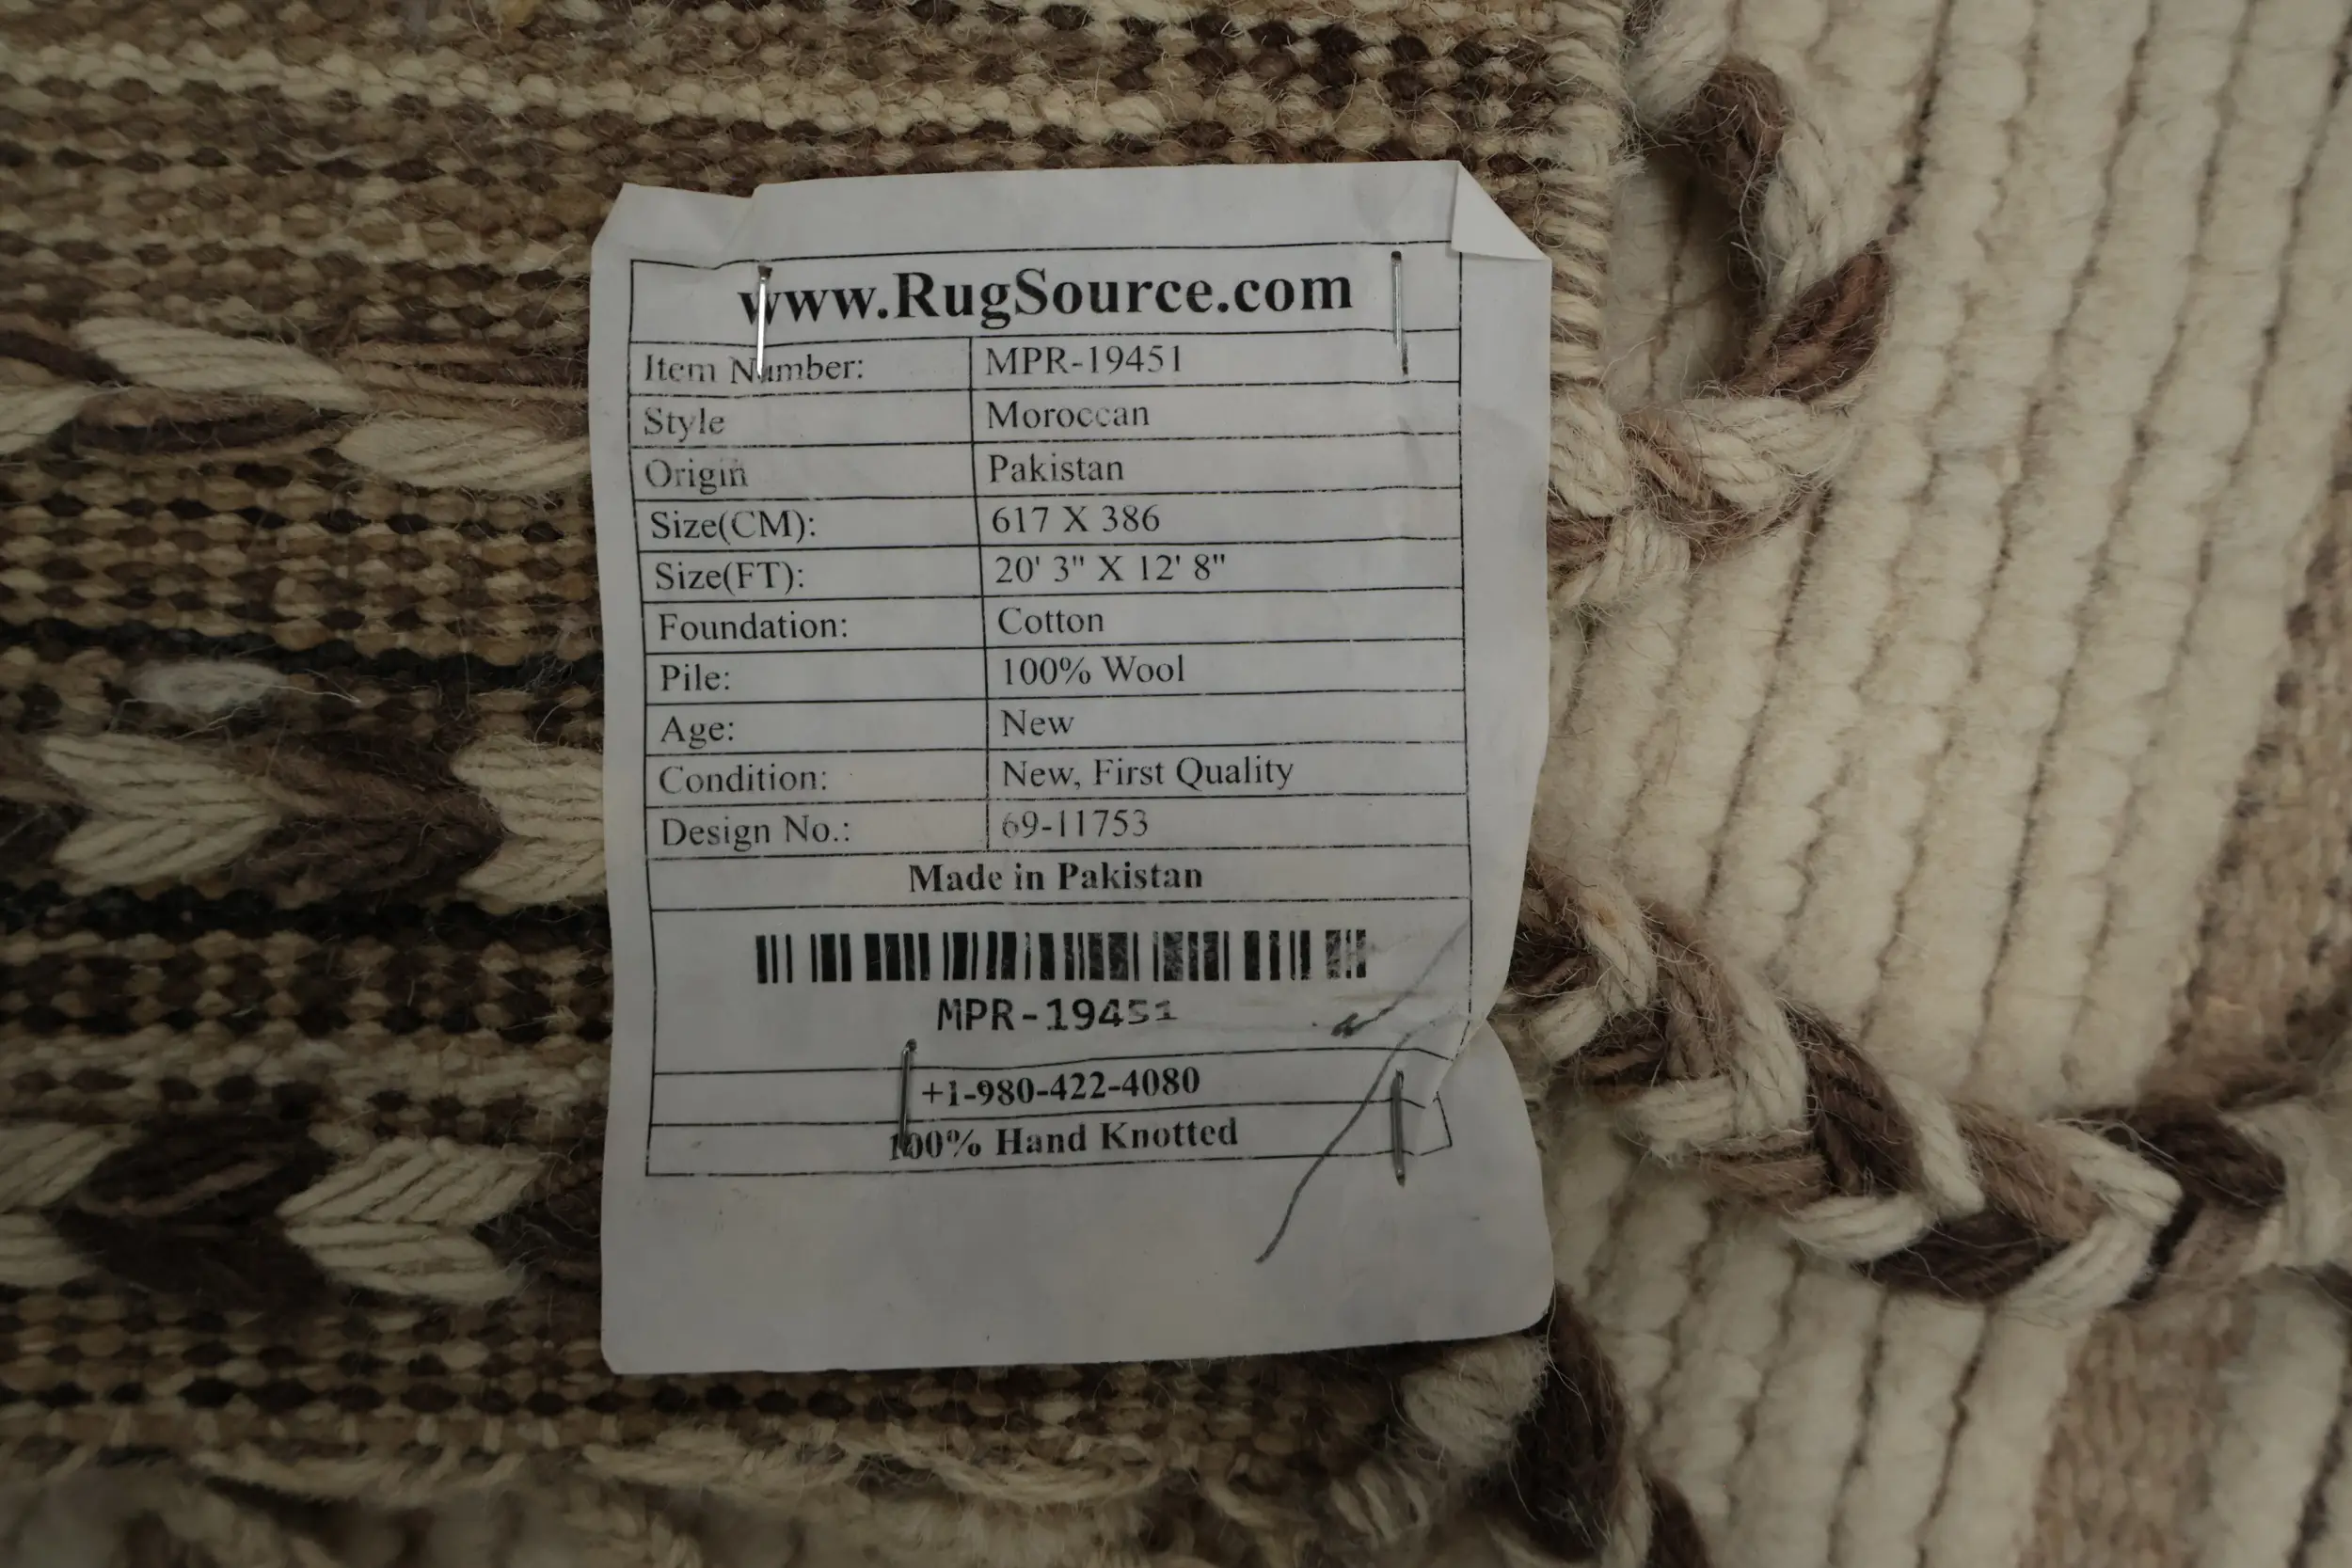 www.RugSource.com
Item Number: MPR-19451
Style Moroccan
Origin Pakistan
Size(CM): 617 X 386
Size(FT): 20' 3" X 12' 8"
Foundation: Cotton
Pile: 100% Wool
Age: New
Condition: New, First Quality
Design No.: 69-11753
Made in Pakistan
MPR-19451
+1-980-422-4080
100% Hand Knotted